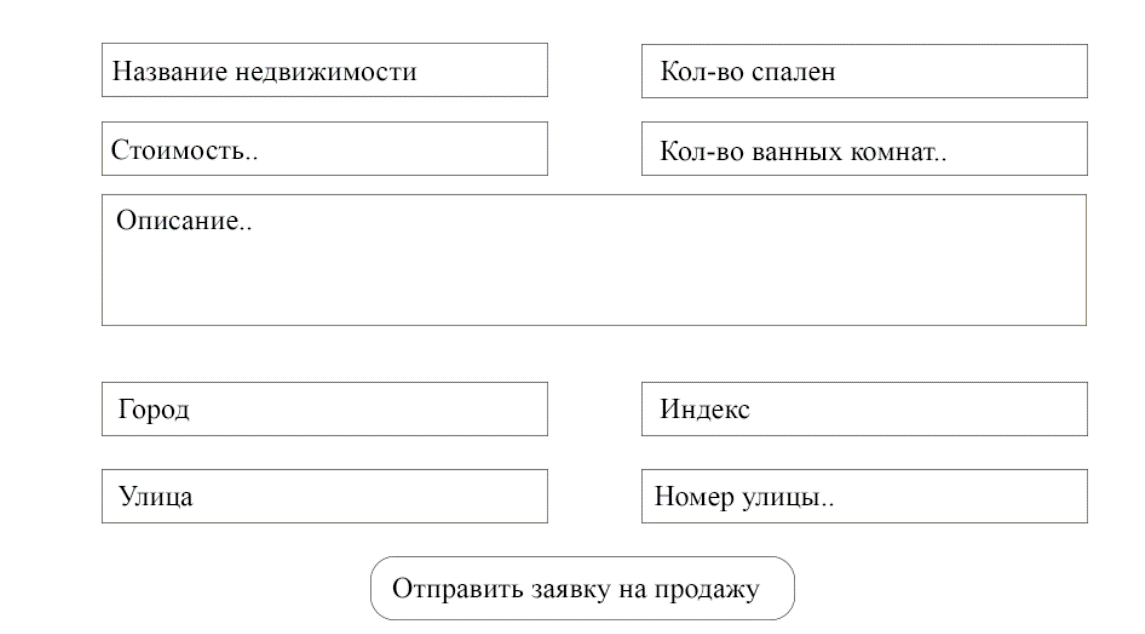 Название недвижимости
Кол-во спален
Стоимость..
Кол-во ванных комнат..
Описание..
Город
Индекс
Улица
Номер улицы..
Отправить заявку на продажу